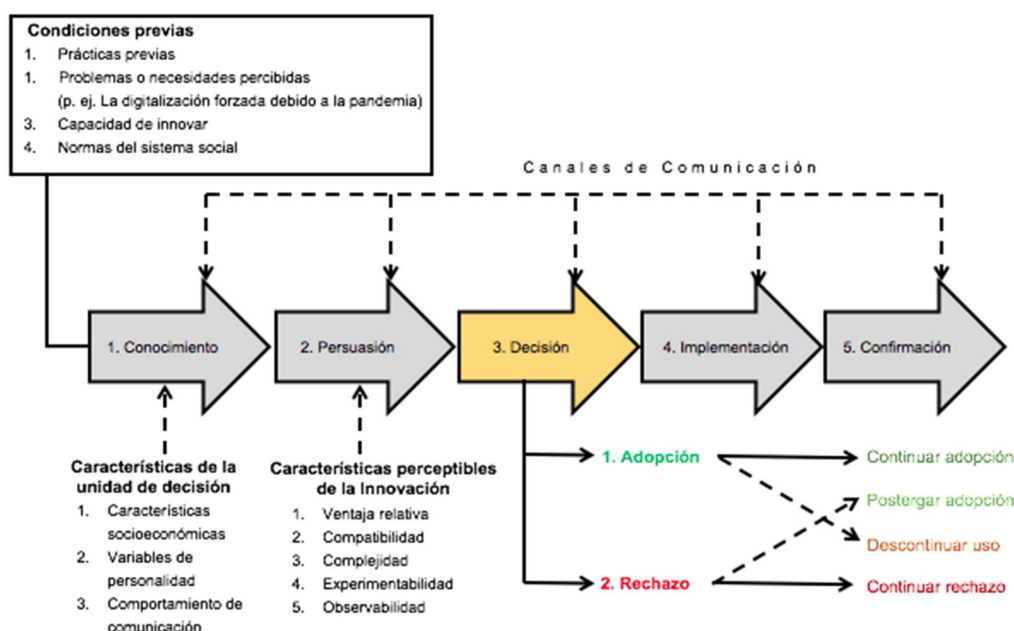 Condiciones previas
1. Prácticas previas
1. Problemas o necesidades percibidas
(p. ej. La digitalización forzada debido a la pandemia)
3. Capacidad de innovar
4. Normas del sistema social
Canales de Comunicación
1. Conocimiento
2. Persuasión
3. Decisión
4. Implementación
5. Confirmación
Características de la
unidad de decisión
1. Características
socioeconómicas
2. Variables de
personalidad
3. Comportamiento de
comunicación
Características perceptibles
de la Innovación
1. Ventaja relativa
2. Compatibilidad
3. Complejidad
4. Experimentabilidad
5. Observabilidad
1. Adopción
2. Rechazo
Continuar adopción
Postergar adopción
Descontinuar uso
Continuar rechazo